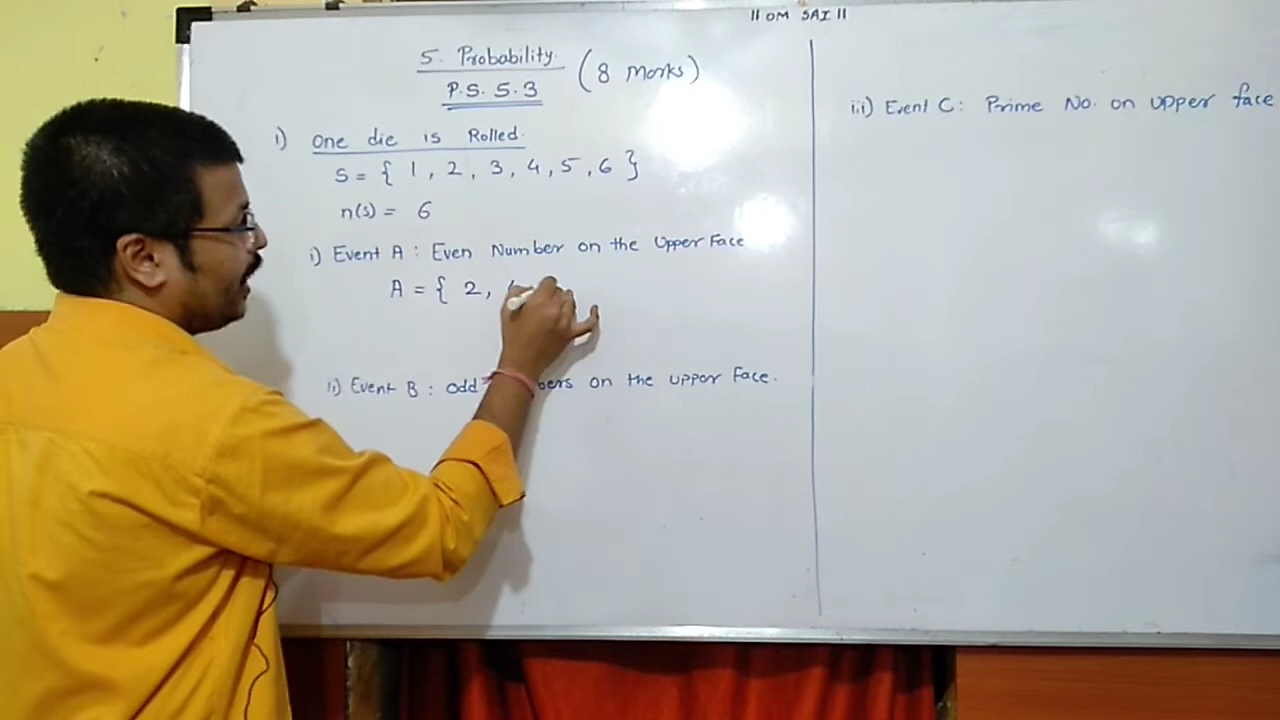 || OM SAI ||
5. Probability. (8 Marks)
P.S. 5.3
i) One die is Rolled.
S = { 1, 2, 3, 4, 5, 6 }
n(s) = 6
i) Event A : Even Number on the Upper Face
A = { 2,
ii) Event B : odd on the upper Face.
iii) Event C : Prime No. on upper face